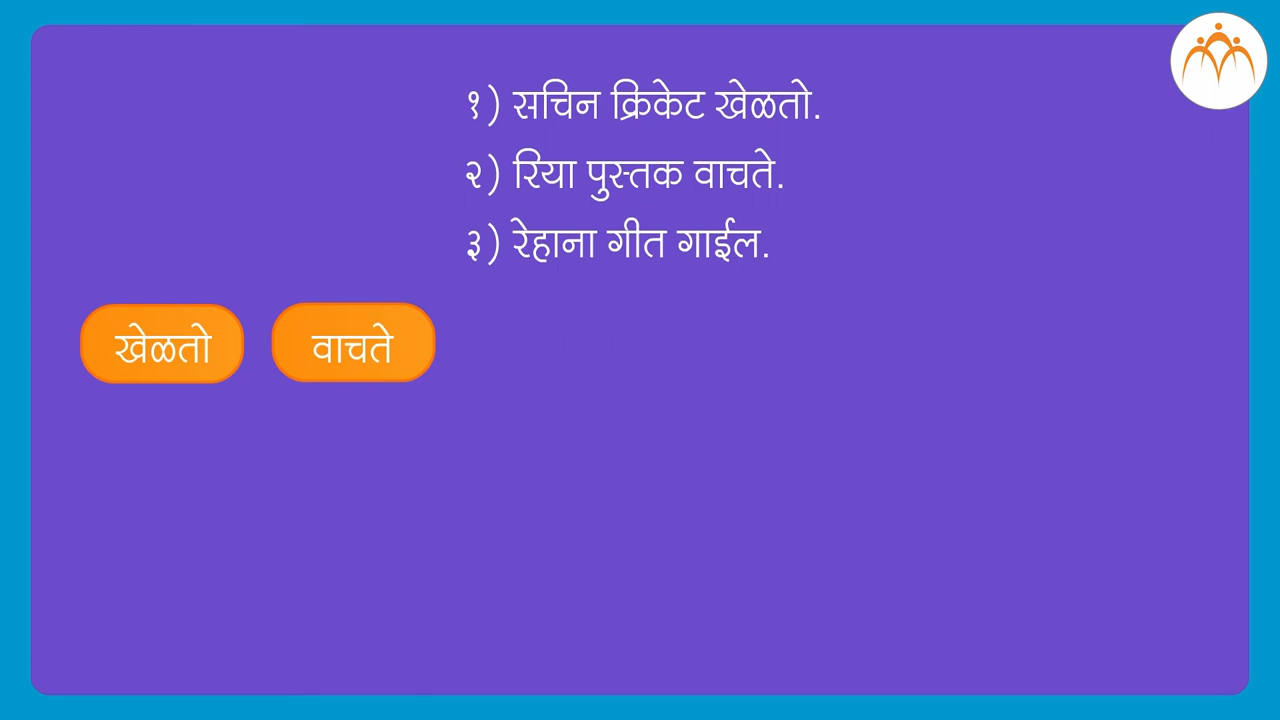 १) सचिन क्रिकेट खेळतो.
२) रिया पुस्तक वाचते.
३) रेहाना गीत गाईल.
खेळतो वाचते